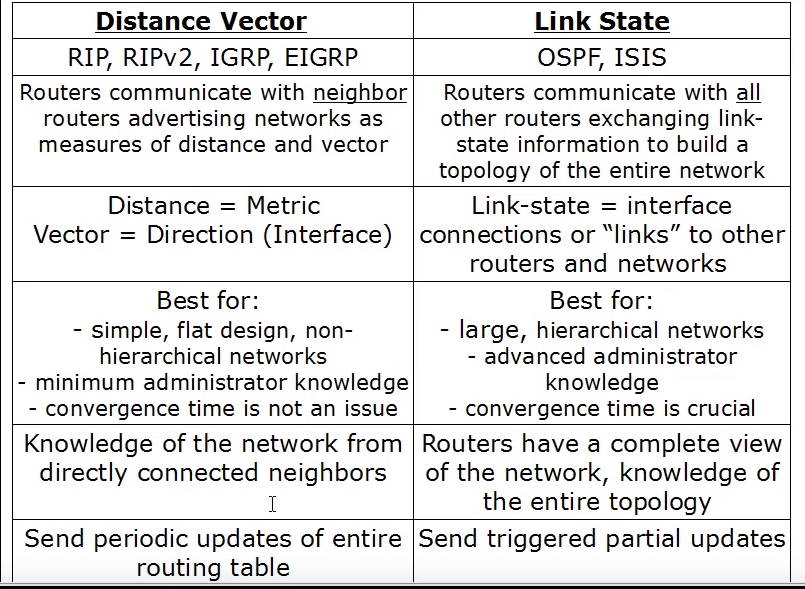 Distance Vector
Link State
RIP, RIPv2, IGRP, EIGRP
OSPF, ISIS
Routers communicate with neighbor
routers advertising networks as
measures of distance and vector
Routers communicate with all
other routers exchanging link-
state information to build a
topology of the entire network
Distance = Metric
Vector = Direction (Interface)
Link-state = interface
connections or “links” to other
routers and networks
Best for:
- simple, flat design, non-
hierarchical networks
- minimum administrator knowledge
- convergence time is not an issue
Best for:
- large, hierarchical networks
- advanced administrator
knowledge
- convergence time is crucial
Knowledge of the network from
directly connected neighbors
Routers have a complete view
of the network, knowledge of
the entire topology
Send periodic updates of entire
routing table
Send triggered partial updates